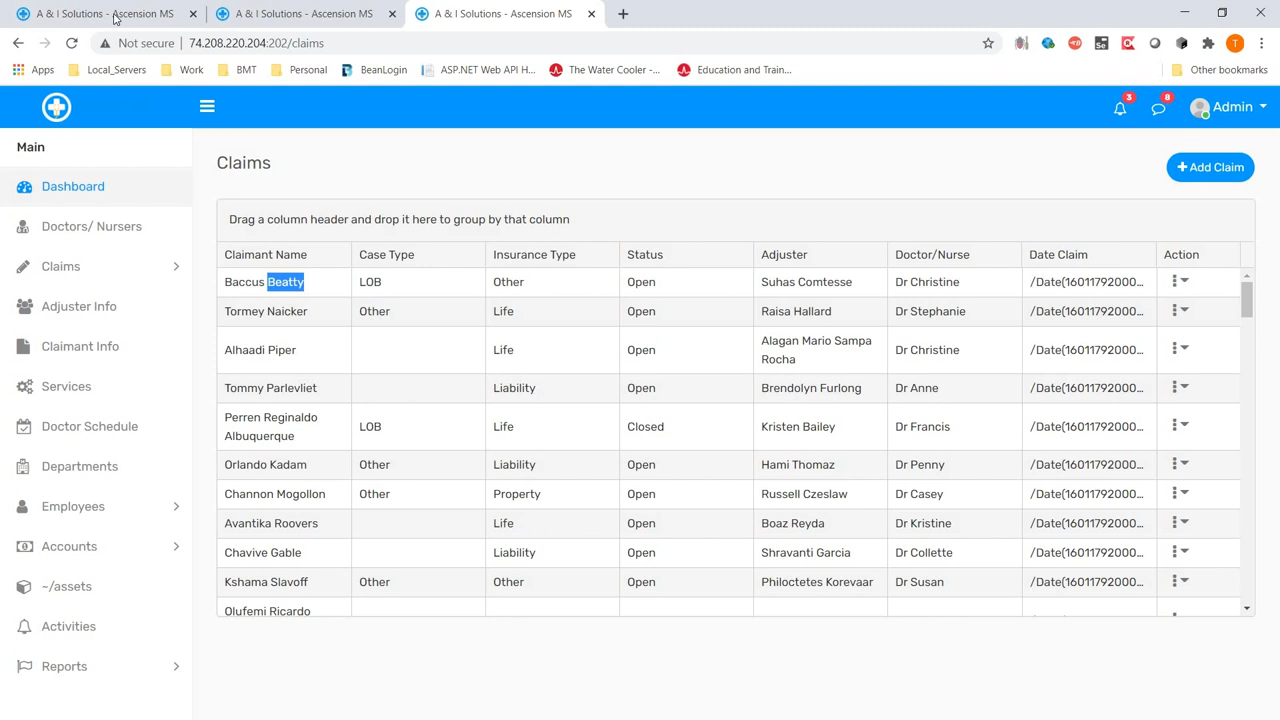 A & I Solutions - Ascension MS
A & I Solutions - Ascension MS
A & I Solutions - Ascension MS
Not secure
74.208.220.204:202/claims
Apps
Local_Servers
Work
BMT
Personal
BeanLogin
ASP.NET Web API H...
The Water Cooler -...
Education and Train...
Other bookmarks
3
8
Admin
Main
Dashboard
Doctors/ Nursers
Claims
Adjuster Info
Claimant Info
Services
Doctor Schedule
Departments
Employees
Accounts
~/assets
Activities
Reports
Claims
+ Add Claim
Drag a column header and drop it here to group by that column
Claimant Name Case Type Insurance Type Status Adjuster Doctor/Nurse Date Claim Action
Baccus Beatty LOB Other Open Suhas Comtesse Dr Christine /Date(16011792000...
Tormey Naicker Other Life Open Raisa Hallard Dr Stephanie /Date(16011792000...
Alhaadi Piper Life Open Alagan Mario Sampa Rocha Dr Christine /Date(16011792000...
Tommy Parlevliet Liability Open Brendolyn Furlong Dr Anne /Date(16011792000...
Perren Reginaldo Albuquerque LOB Life Closed Kristen Bailey Dr Francis /Date(16011792000...
Orlando Kadam Other Liability Open Hami Thomaz Dr Penny /Date(16011792000...
Channon Mogollon Other Property Open Russell Czeslaw Dr Casey /Date(16011792000...
Avantika Roovers Life Open Boaz Reyda Dr Kristine /Date(16011792000...
Chavive Gable Liability Open Shravanti Garcia Dr Collette /Date(16011792000...
Kshama Slavoff Other Other Open Philoctetes Korevaar Dr Susan /Date(16011792000...
Olufemi Ricardo